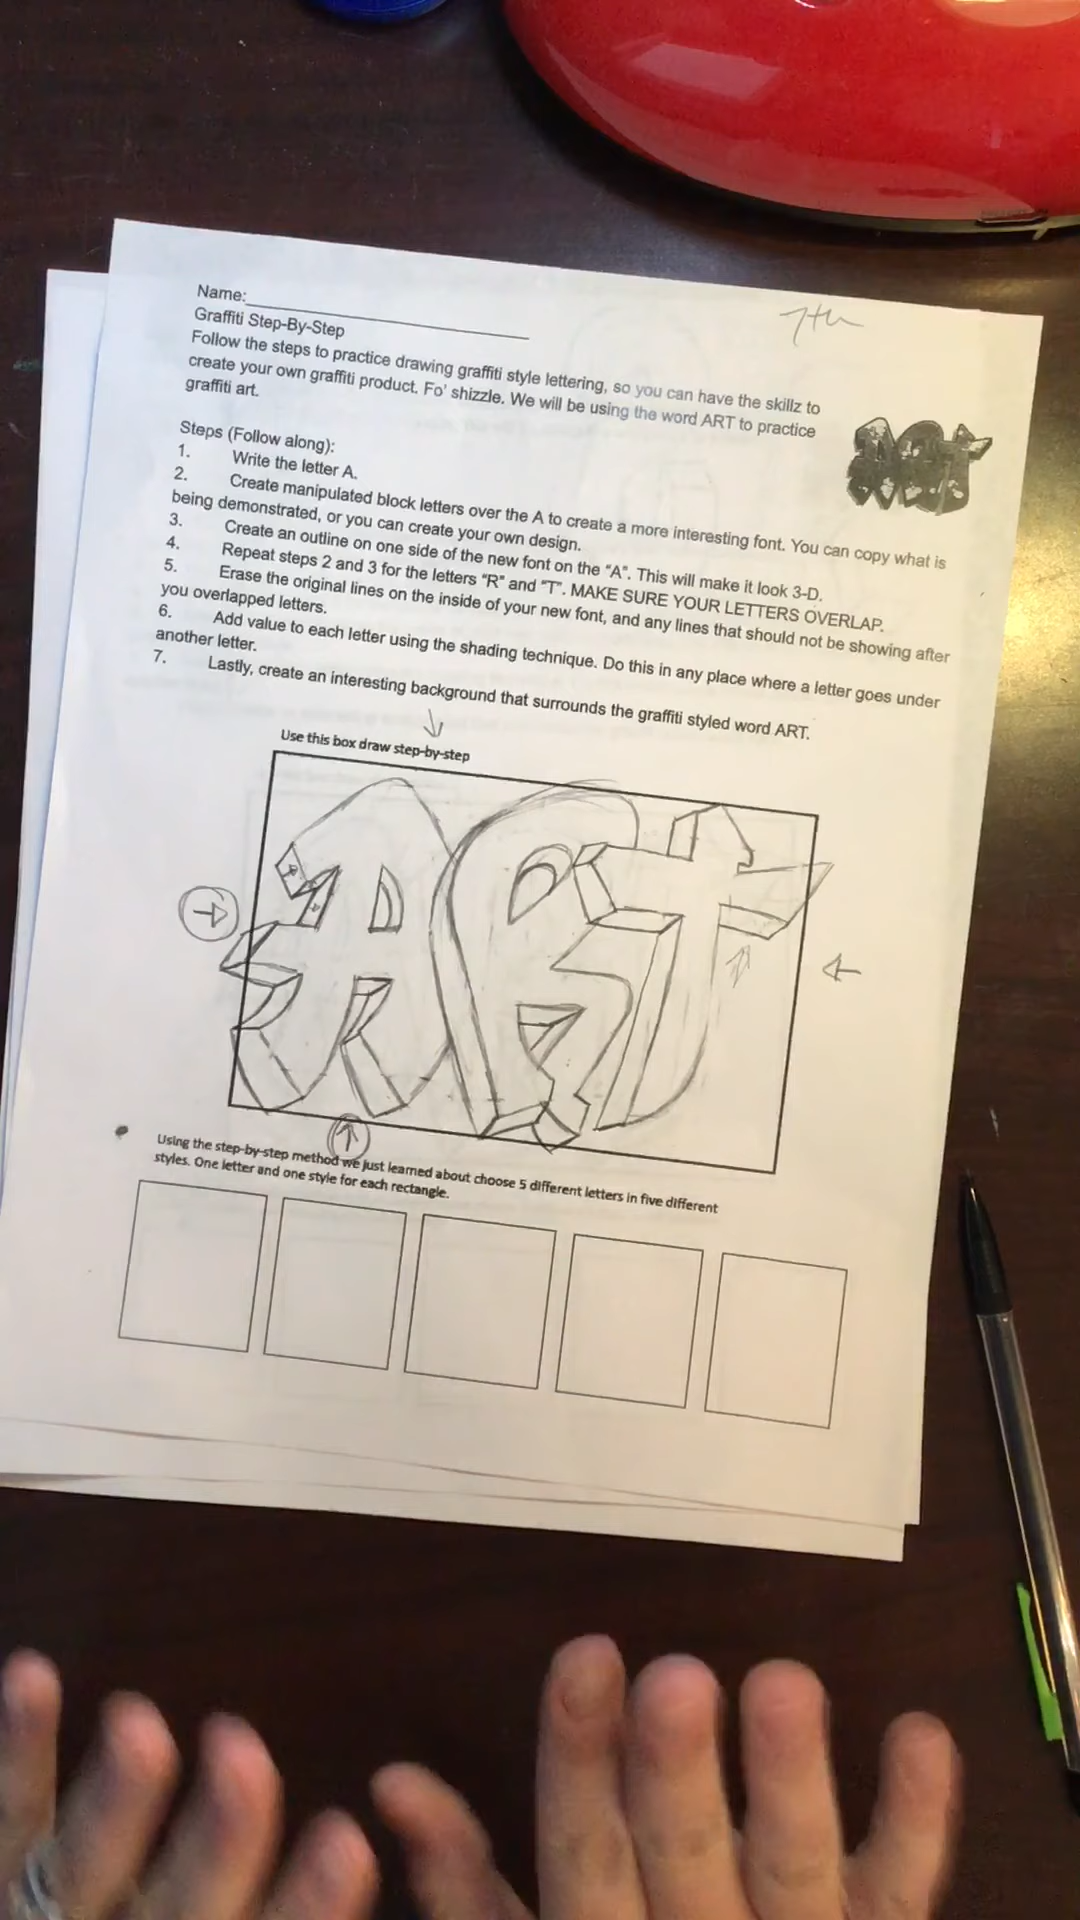 Name:
7th
Graffiti Step-By-Step
Follow the steps to practice drawing graffiti style lettering, so you can have the skillz to
create your own graffiti product. Fo' shizzle. We will be using the word ART to practice
graffiti art.
Steps (Follow along):
1. Write the letter A.
2. Create manipulated block letters over the A to create a more interesting font. You can copy what is
being demonstrated, or you can create your own design.
3. Create an outline on one side of the new font on the "A". This will make it look 3-D.
4. Repeat steps 2 and 3 for the letters "R" and "T". MAKE SURE YOUR LETTERS OVERLAP.
5. Erase the original lines on the inside of your new font, and any lines that should not be showing after
you overlapped letters.
6. Add value to each letter using the shading technique. Do this in any place where a letter goes under
another letter.
7. Lastly, create an interesting background that surrounds the graffiti styled word ART.
ART
Use this box draw step-by-step
ART
Using the step-by-step method we just learned about choose 5 different letters in five different
styles. One letter and one style for each rectangle.